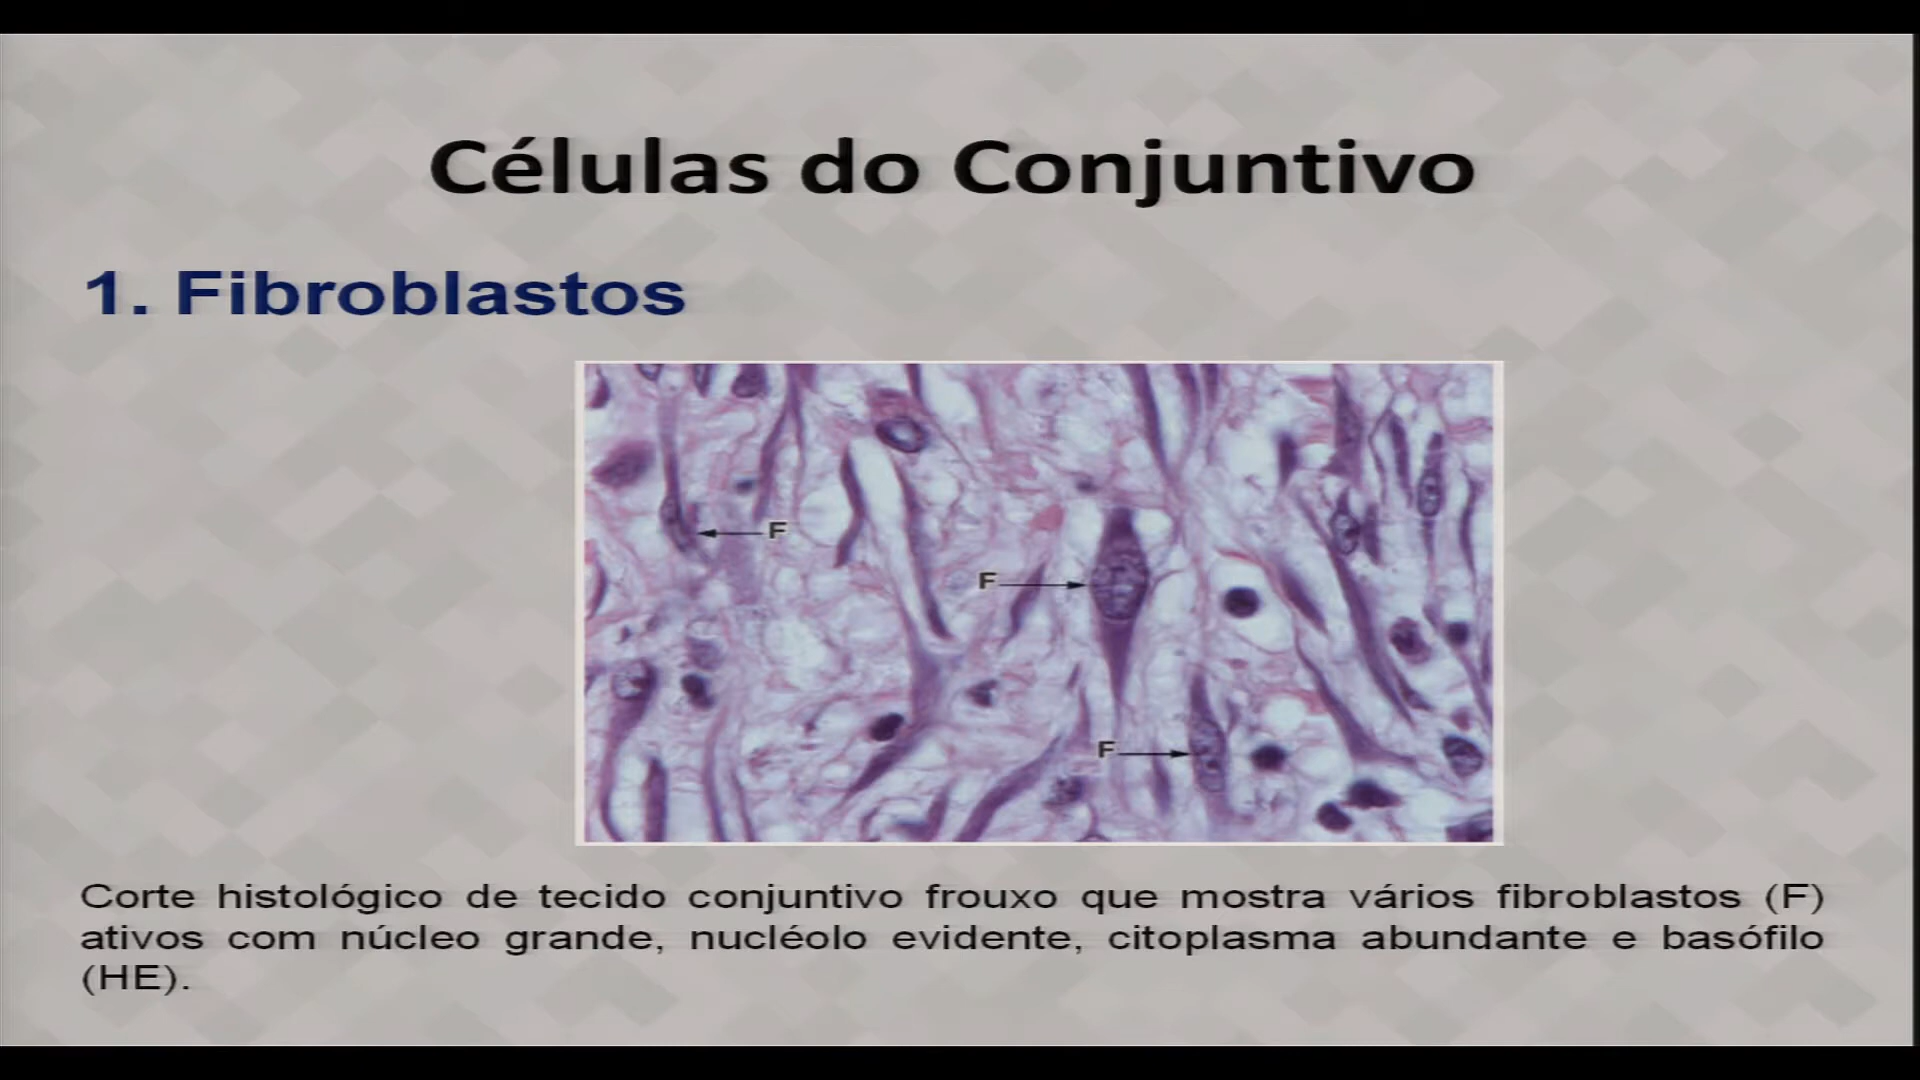 Células do Conjuntivo
1. Fibroblastos
F
F
F
Corte histológico de tecido conjuntivo frouxo que mostra vários fibroblastos (F)
ativos com núcleo grande, nucléolo evidente, citoplasma abundante e basófilo
(HE).